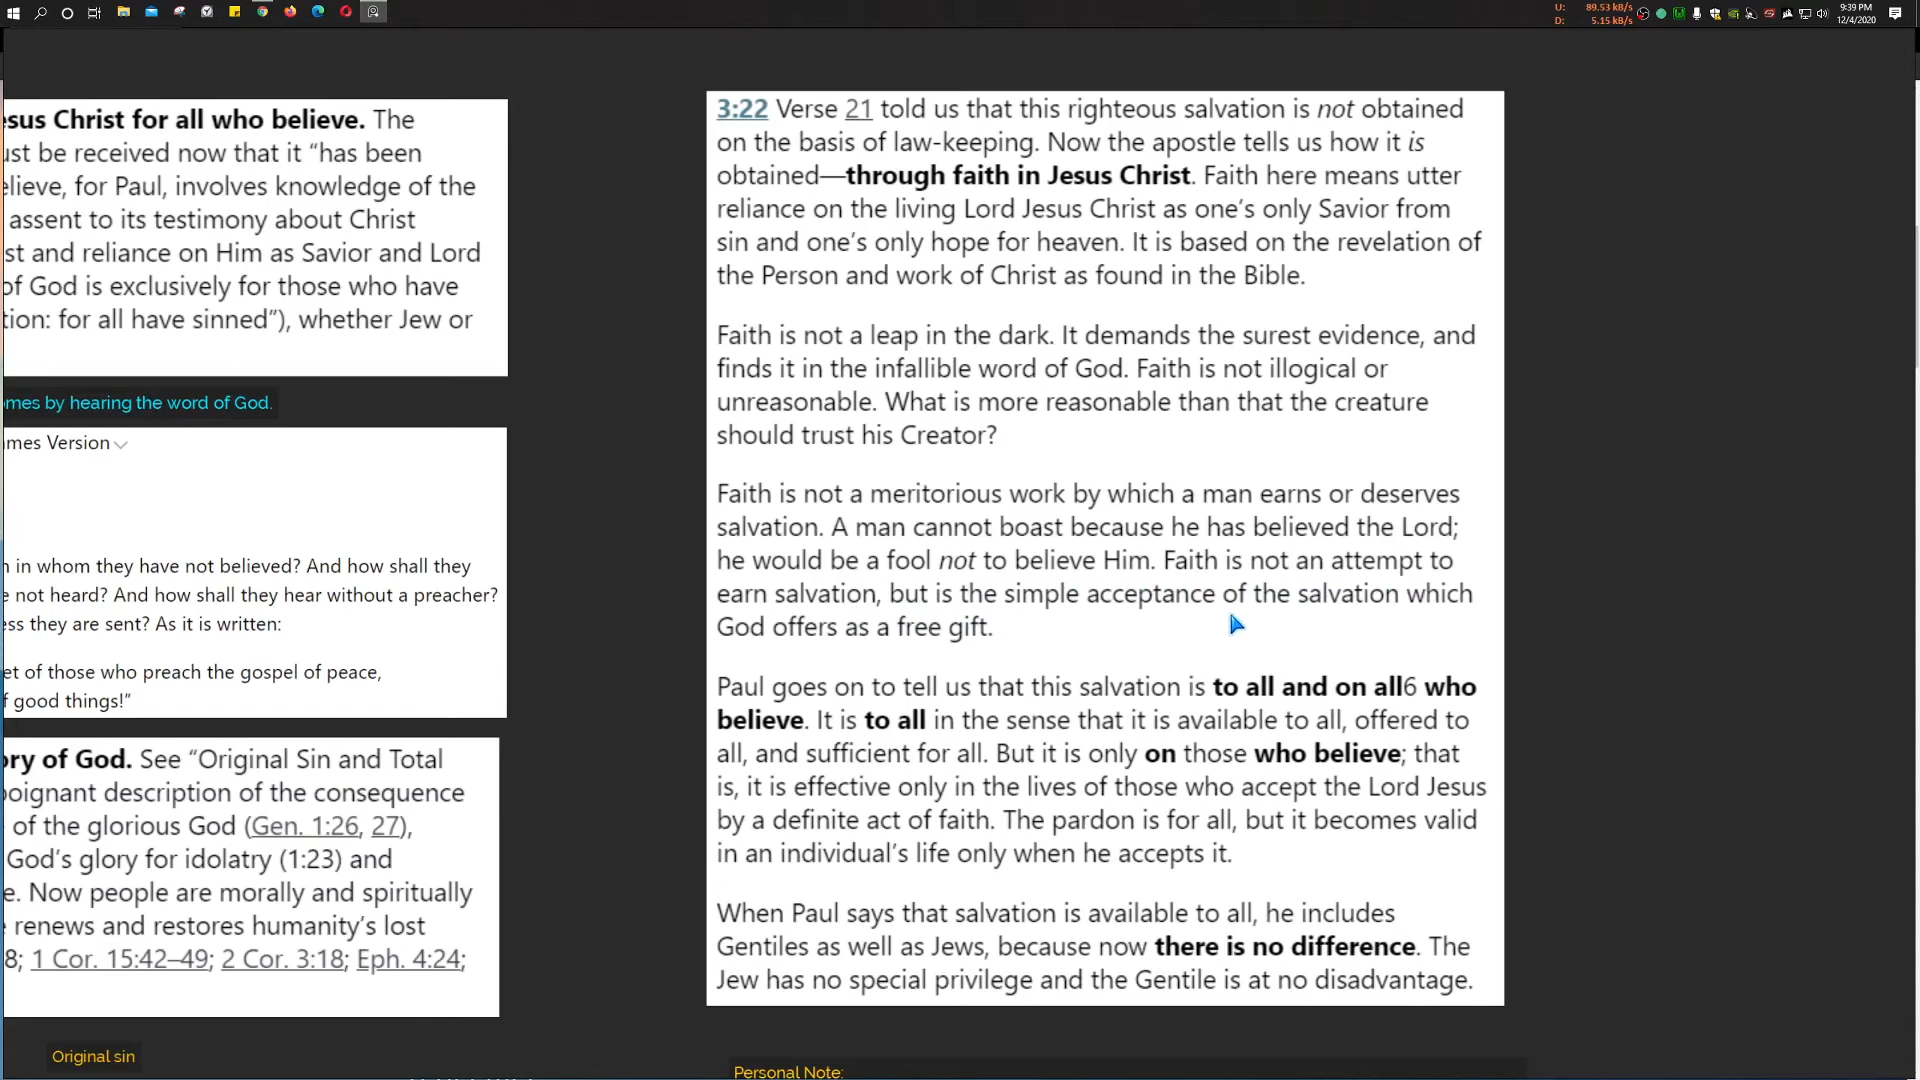 U: 89.53 kB/s
D: 5.15 kB/s
9:39 PM
12/4/2020
esus Christ for all who believe. The
ust be received now that it “has been
elieve, for Paul, involves knowledge of the
assent to its testimony about Christ
st and reliance on Him as Savior and Lord
of God is exclusively for those who have
tion: for all have sinned”), whether Jew or
omes by hearing the word of God.
mes Version
n in whom they have not believed? And how shall they
e not heard? And how shall they hear without a preacher?
ess they are sent? As it is written:
et of those who preach the gospel of peace,
f good things!”
ory of God. See “Original Sin and Total
poignant description of the consequence
of the glorious God (Gen. 1:26, 27),
God’s glory for idolatry (1:23) and
e. Now people are morally and spiritually
renews and restores humanity’s lost
8; 1 Cor. 15:42–49; 2 Cor. 3:18; Eph. 4:24;
Original sin
3:22 Verse 21 told us that this righteous salvation is not obtained
on the basis of law-keeping. Now the apostle tells us how it is
obtained—through faith in Jesus Christ. Faith here means utter
reliance on the living Lord Jesus Christ as one’s only Savior from
sin and one’s only hope for heaven. It is based on the revelation of
the Person and work of Christ as found in the Bible.
Faith is not a leap in the dark. It demands the surest evidence, and
finds it in the infallible word of God. Faith is not illogical or
unreasonable. What is more reasonable than that the creature
should trust his Creator?
Faith is not a meritorious work by which a man earns or deserves
salvation. A man cannot boast because he has believed the Lord;
he would be a fool not to believe Him. Faith is not an attempt to
earn salvation, but is the simple acceptance of the salvation which
God offers as a free gift.
Paul goes on to tell us that this salvation is to all and on all6 who
believe. It is to all in the sense that it is available to all, offered to
all, and sufficient for all. But it is only on those who believe; that
is, it is effective only in the lives of those who accept the Lord Jesus
by a definite act of faith. The pardon is for all, but it becomes valid
in an individual’s life only when he accepts it.
When Paul says that salvation is available to all, he includes
Gentiles as well as Jews, because now there is no difference. The
Jew has no special privilege and the Gentile is at no disadvantage.
Personal Note: